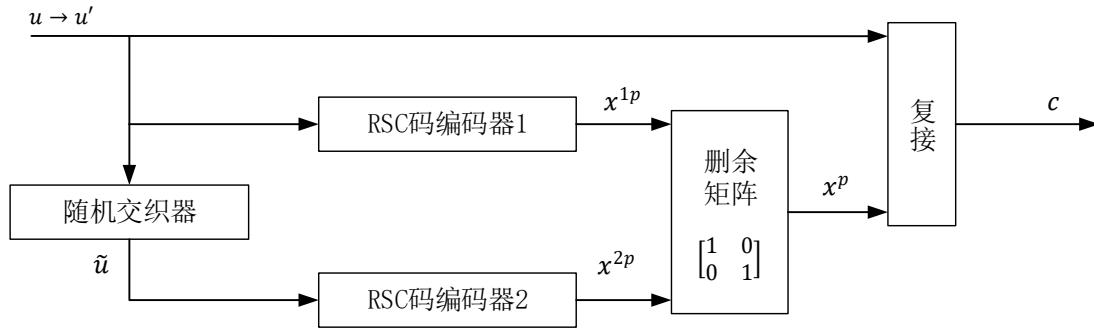 u → u′
RSC码编码器1
x^{1p}
复接
c
删余
矩阵
[1 0
0 1]
x^p
随机交织器
ũ
RSC码编码器2
x^{2p}